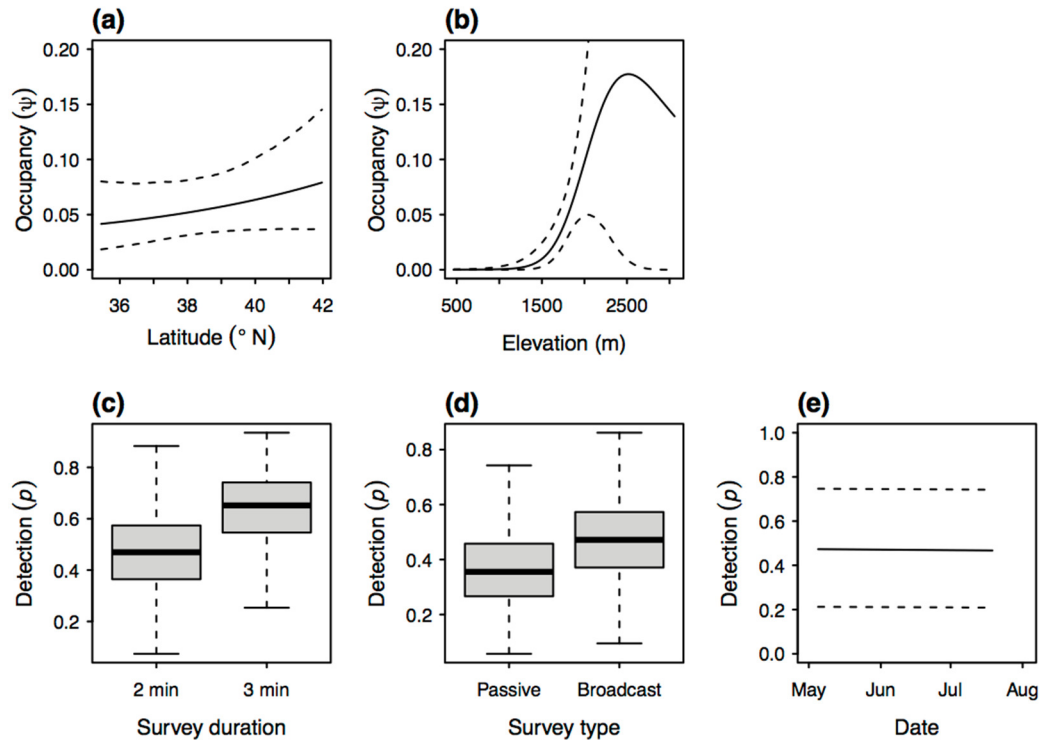 (a)
0.20
0.15
0.10
0.05
0.00
Occupancy (ψ)
36
38
40
42
Latitude (° N)
(b)
0.20
0.15
0.10
0.05
0.00
Occupancy (ψ)
500
1500
2500
Elevation (m)
(c)
0.8
0.6
0.4
0.2
Detection (p)
2 min
3 min
Survey duration
(d)
0.8
0.6
0.4
0.2
Detection (p)
Passive
Broadcast
Survey type
(e)
1.0
0.8
0.6
0.4
0.2
0.0
Detection (p)
May
Jun
Jul
Aug
Date